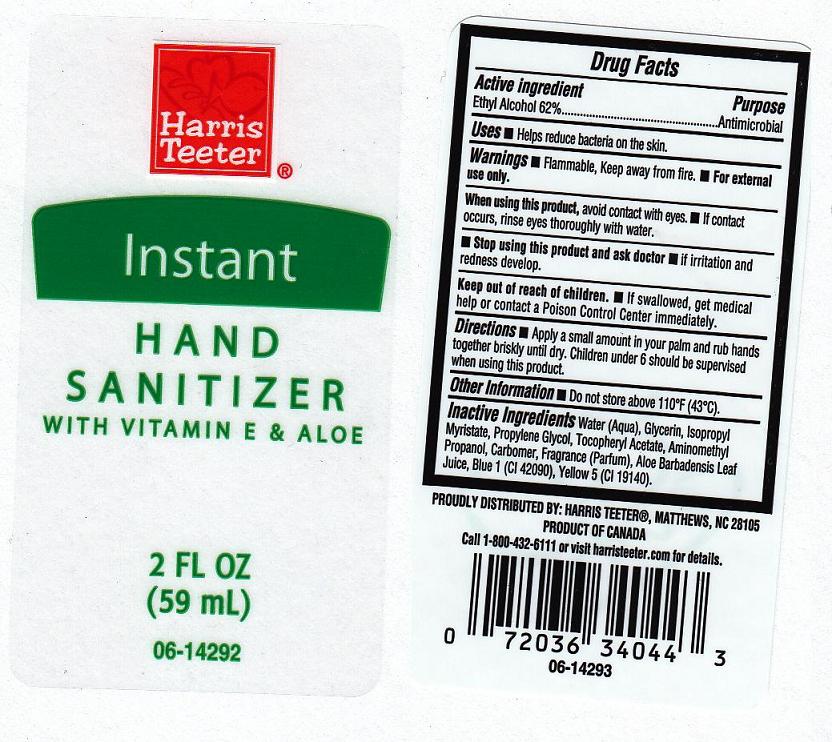 Harris
Teeter
®
Instant
HAND
SANITIZER
WITH VITAMIN E & ALOE
2 FL OZ
(59 mL)
06-14292
Drug Facts
Active ingredient Purpose
Ethyl Alcohol 62%......................................................Antimicrobial
Uses ■ Helps reduce bacteria on the skin.
Warnings ■ Flammable, Keep away from fire. ■ For external
use only.
When using this product, avoid contact with eyes. ■ If contact
occurs, rinse eyes thoroughly with water.
■ Stop using this product and ask doctor ■ if irritation and
redness develop.
Keep out of reach of children. ■ If swallowed, get medical
help or contact a Poison Control Center immediately.
Directions ■ Apply a small amount in your palm and rub hands
together briskly until dry. Children under 6 should be supervised
when using this product.
Other Information ■ Do not store above 110°F (43°C).
Inactive Ingredients Water (Aqua), Glycerin, Isopropyl
Myristate, Propylene Glycol, Tocopheryl Acetate, Aminomethyl
Propanol, Carbomer, Fragrance (Parfum), Aloe Barbadensis Leaf
Juice, Blue 1 (CI 42090), Yellow 5 (CI 19140).
PROUDLY DISTRIBUTED BY: HARRIS TEETER®, MATTHEWS, NC 28105
PRODUCT OF CANADA
Call 1-800-432-6111 or visit harristeeter.com for details.
0 72036 34044 3
06-14293